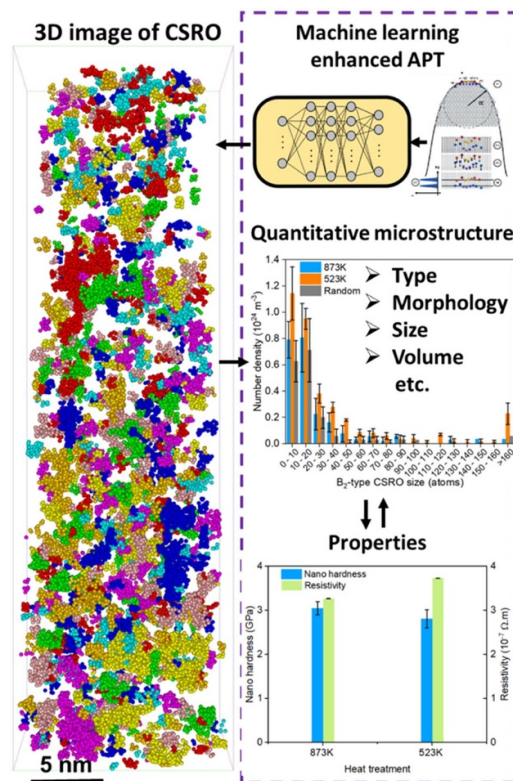 3D image of CSRO
5 nm
Machine learning
enhanced APT
Quantitative microstructure
Number density (10²⁴ m⁻³)
1.4
1.2
1.0
0.8
0.6
0.4
0.2
0.0
873K
523K
Random
➢ Type
➢ Morphology
➢ Size
➢ Volume
etc.
0 - 10
10 - 20
20 - 30
30 - 40
40 - 50
50 - 60
60 - 70
70 - 80
80 - 90
90 - 100
100 - 110
110 - 120
120 - 130
130 - 140
140 - 150
150 - 160
>160
B₂-type CSRO size (atoms)
Properties
Nano hardness (GPa)
4
3
2
1
0
Nano hardness
Resistivity
4
3
2
1
0
Resistivity (10⁻⁷ Ω.m)
873K
523K
Heat treatment